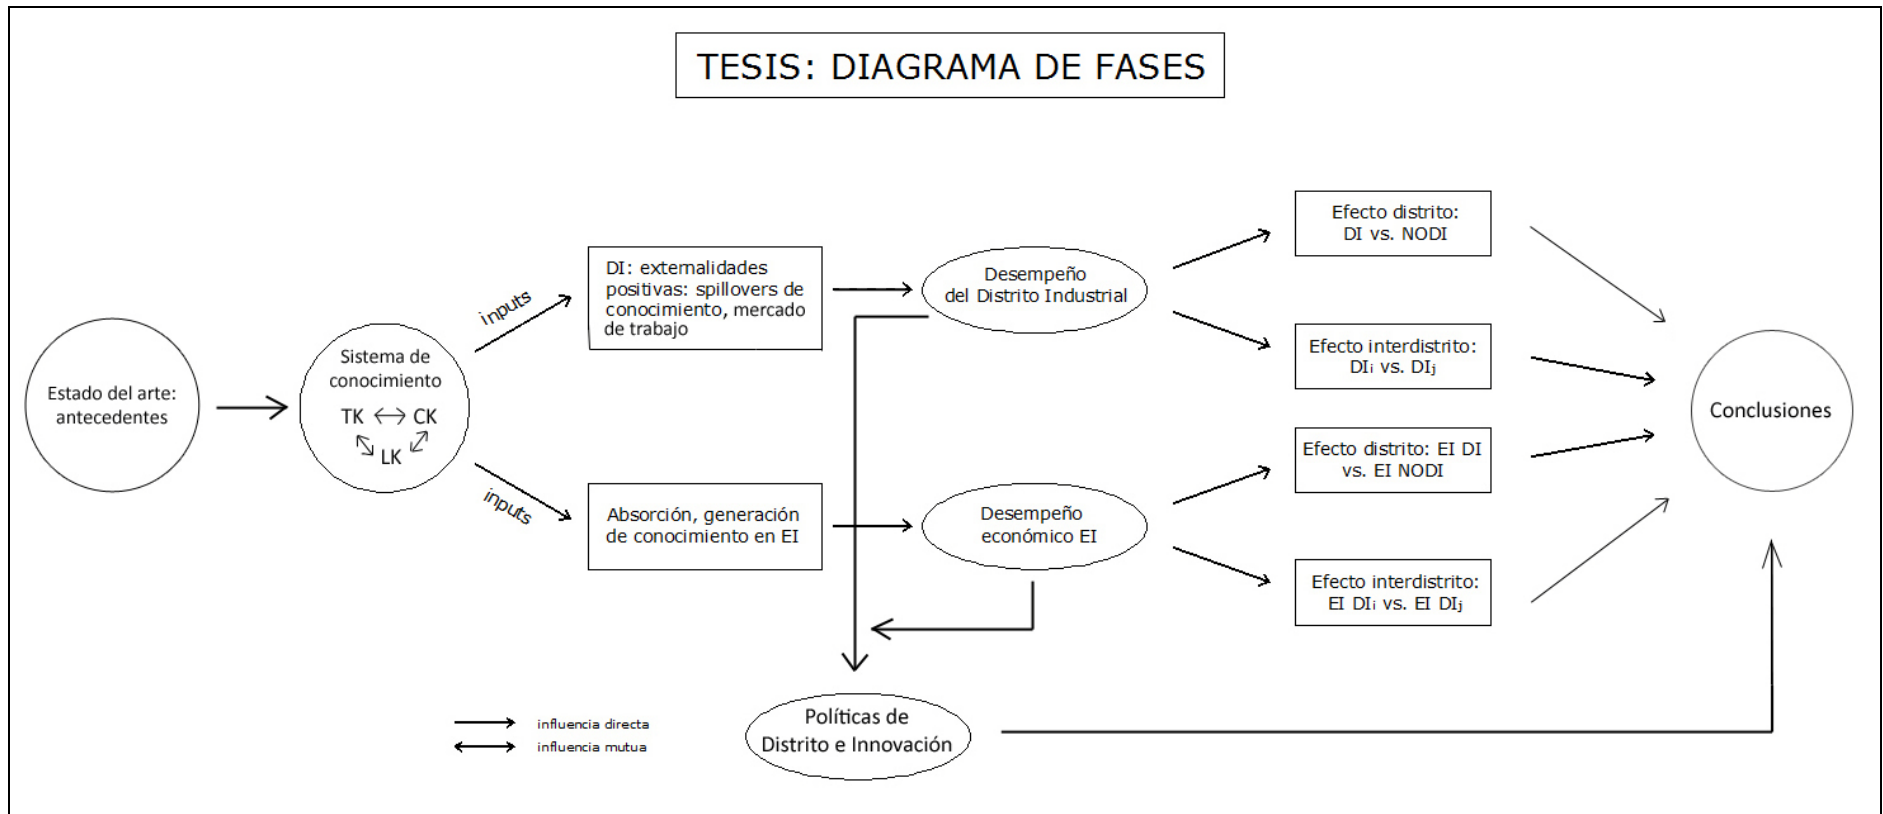 TESIS: DIAGRAMA DE FASES
Estado del arte:
antecedentes
Sistema de
conocimiento
TK ↔ CK
LK
inputs
inputs
DI: externalidades
positivas: spillovers de
conocimiento, mercado
de trabajo
Absorción, generación
de conocimiento en EI
Desempeño
del Distrito Industrial
Desempeño
económico EI
Efecto distrito:
DI vs. NODI
Efecto interdistrito:
DIi vs. DIj
Efecto distrito: EI DI
vs. EI NODI
Efecto interdistrito:
EI DIi vs. EI DIj
Conclusiones
Políticas de
Distrito e Innovación
influencia directa
influencia mutua